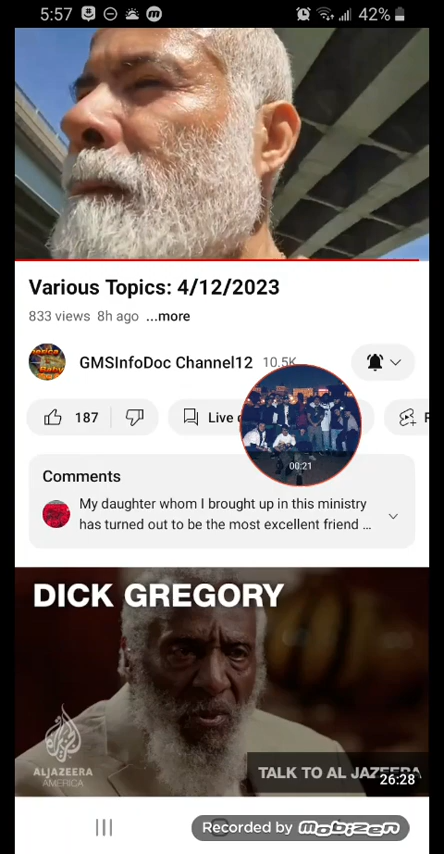 5:57
42%
Various Topics: 4/12/2023
833 views 8h ago ...more
GMSInfoDoc Channel12 10.5K
187
Live
00:21
Comments
My daughter whom I brought up in this ministry
has turned out to be the most excellent friend ...
DICK GREGORY
ALJAZEERA
AMERICA
TALK TO AL JAZEERA
26:28
Recorded by Mobizen